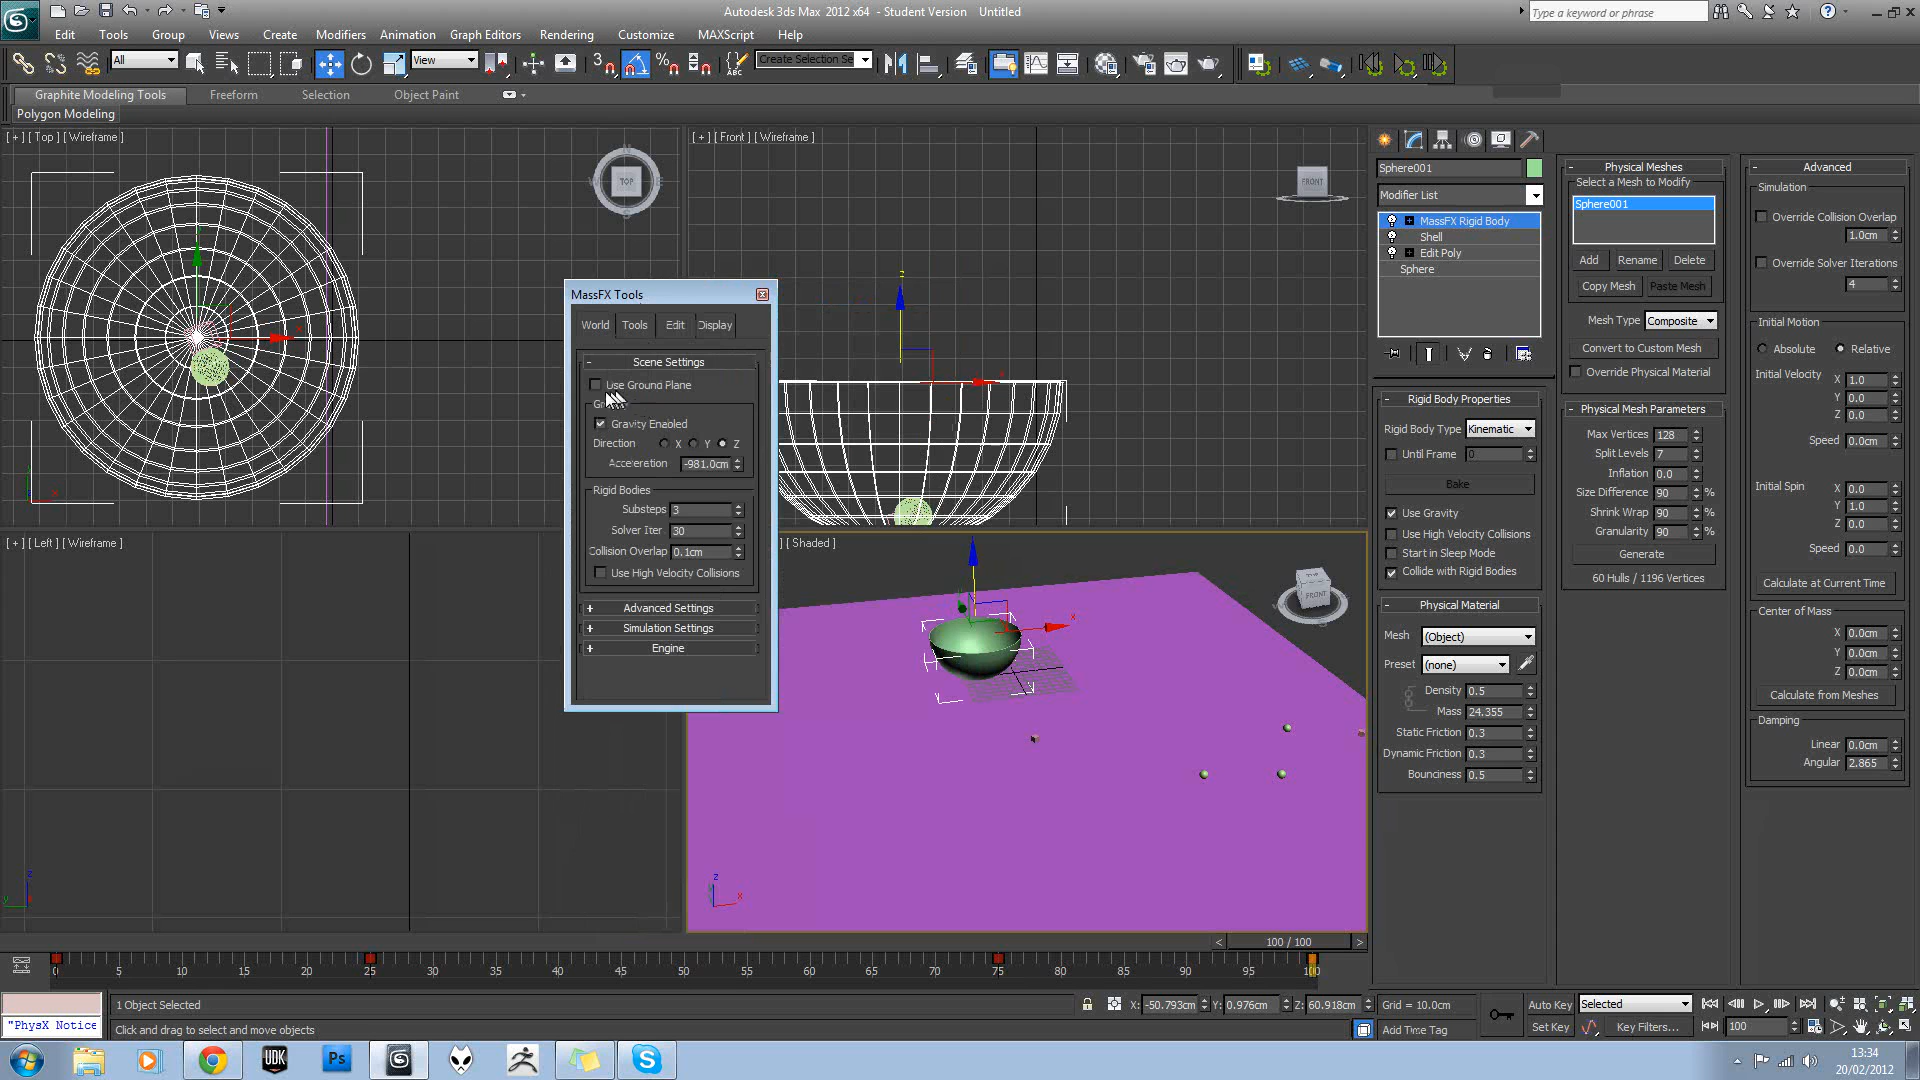 Autodesk 3ds Max 2012 x64 - Student Version Untitled
Type a keyword or phrase
Edit Tools Group Views Create Modifiers Animation Graph Editors Rendering Customize MAXScript Help
All
View
Create Selection Se
Graphite Modeling Tools Freeform Selection Object Paint
Polygon Modeling
[ + ] [ Top ] [ Wireframe ]
TOP
[ + ] [ Front ] [ Wireframe ]
FRONT
[ + ] [ Left ] [ Wireframe ]
] [ Shaded ]
FRONT
MassFX Tools
World Tools Edit Display
Scene Settings
Use Ground Plane
Gravity Enabled
Direction X Y Z
Acceleration -981.0cm
Rigid Bodies
Substeps 3
Solver Iter 30
Collision Overlap 0.1cm
Use High Velocity Collisions
Advanced Settings
Simulation Settings
Engine
Sphere001
Modifier List
MassFX Rigid Body
Shell
Edit Poly
Sphere
Rigid Body Properties
Rigid Body Type Kinematic
Until Frame 0
Bake
Use Gravity
Use High Velocity Collisions
Start in Sleep Mode
Collide with Rigid Bodies
Physical Material
Mesh (Object)
Preset (none)
Density 0.5
Mass 24.355
Static Friction 0.3
Dynamic Friction 0.3
Bounciness 0.5
Physical Meshes
Select a Mesh to Modify
Sphere001
Add Rename Delete
Copy Mesh Paste Mesh
Mesh Type Composite
Convert to Custom Mesh
Override Physical Material
Physical Mesh Parameters
Max Vertices 128
Split Levels 7
Inflation 0.0
Size Difference 90 %
Shrink Wrap 90 %
Granularity 90 %
Generate
60 Hulls / 1196 Vertices
Advanced
Simulation
Override Collision Overlap
1.0cm
Override Solver Iterations
4
Initial Motion
Absolute Relative
Initial Velocity X 1.0
Y 0.0
Z 0.0
Speed 0.0cm
Initial Spin X 0.0
Y 1.0
Z 0.0
Speed 0.0
Calculate at Current Time
Center of Mass
X 0.0cm
Y 0.0cm
Z 0.0cm
Calculate from Meshes
Damping
Linear 0.0cm
Angular 2.865
< 100 / 100 >
0 5 10 15 20 25 30 35 40 45 50 55 60 65 70 75 80 85 90 95 100
1 Object Selected
X: -50.793cm Y: 0.976cm Z: 60.918cm Grid = 10.0cm
Auto Key Selected
"PhysX Notice
Click and drag to select and move objects
Add Time Tag
Set Key Key Filters... 100
UDK
Ps
13:34
20/02/2012